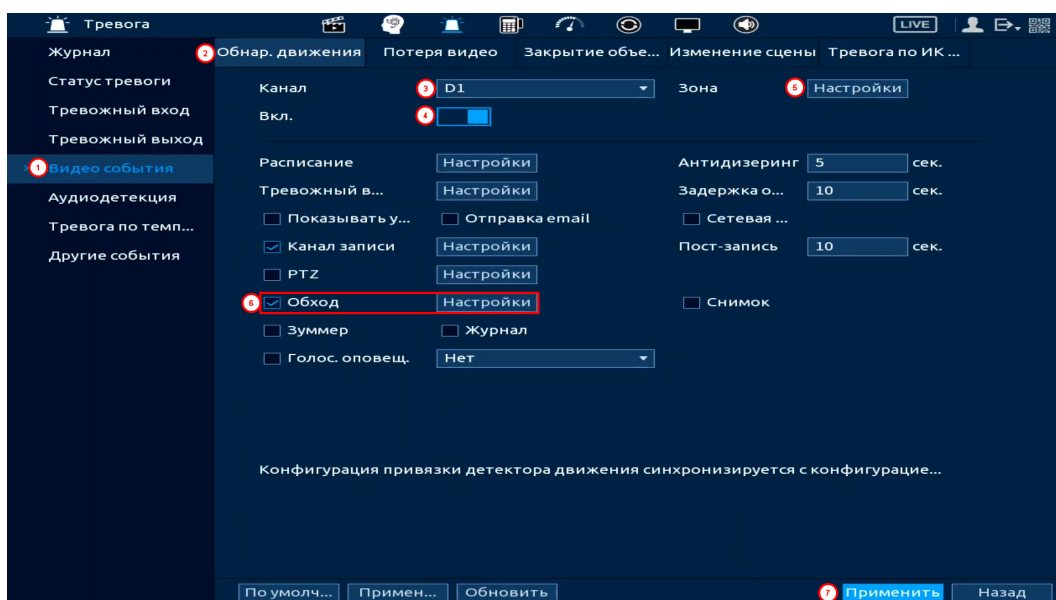 Тревога
LIVE
Журнал
Статус тревоги
Тревожный вход
Тревожный выход
1 Видео события
Аудиодетекция
Тревога по темп...
Другие события
2 Обнар. движения Потеря видео Закрытие объе... Изменение сцены Тревога по ИК ...
Канал 3 D1 Зона 5 Настройки
Вкл. 4
Расписание Настройки Антидизеринг 5 сек.
Тревожный в... Настройки Задержка о... 10 сек.
Показывать у... Отправка email Сетевая ...
Канал записи Настройки Пост-запись 10 сек.
PTZ Настройки
6 Обход Настройки Снимок
Зуммер Журнал
Голос. оповещ. Нет
Конфигурация привязки детектора движения синхронизируется с конфигурацие...
По умолч... Примен... Обновить 7 Применить Назад